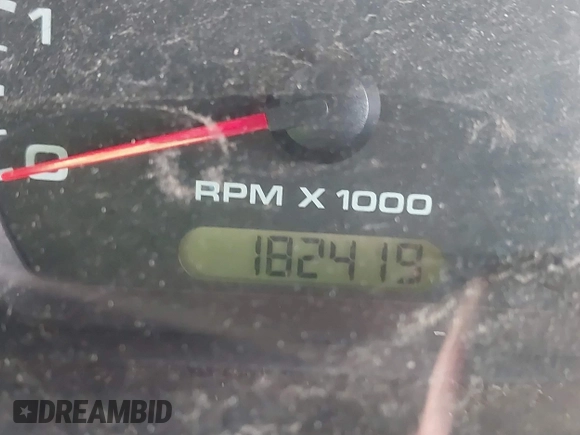 1
0
RPM X 1000
182419
DREAMBID